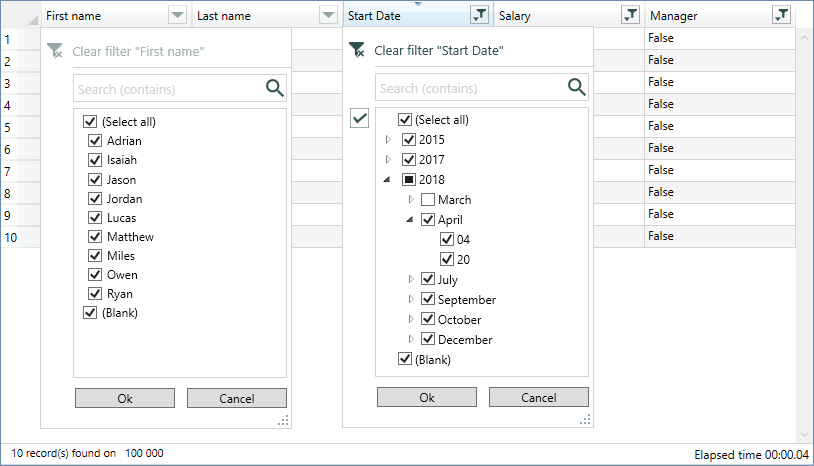 First name Last name Start Date Salary Manager
1 False
2 False
3 False
4 False
5 False
6 False
7 False
8 False
9 False
10 False
Clear filter "First name"
Search (contains)
(Select all)
Adrian
Isaiah
Jason
Jordan
Lucas
Matthew
Miles
Owen
Ryan
(Blank)
Ok Cancel
Clear filter "Start Date"
Search (contains)
(Select all)
2015
2017
2018
March
April
04
20
July
September
October
December
(Blank)
Ok Cancel
10 record(s) found on 100 000 Elapsed time 00:00.04